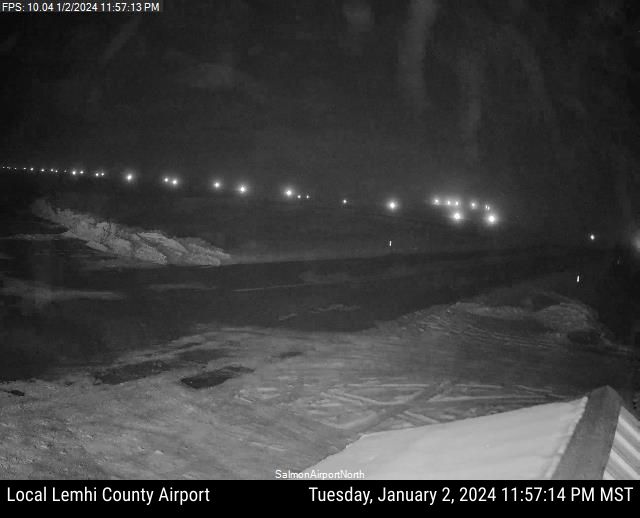 FPS: 10.04 1/2/2024 11:57:13 PM
SalmonAirportNorth
Local Lemhi County Airport Tuesday, January 2, 2024 11:57:14 PM MST